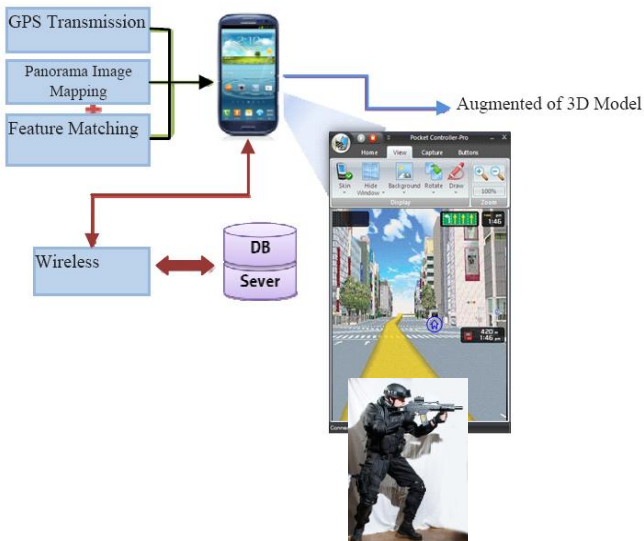 GPS Transmission
Panorama Image
Mapping
Feature Matching
Augmented of 3D Model
Pocket Controller-Pro
Home View Capture Buttons
Skin Hide
Window Background Rotate Draw
100%
Display Zoom
1:46
420
1:46
Wireless
DB
Sever